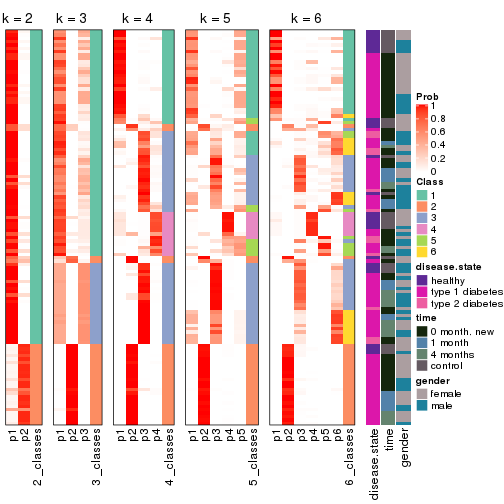 k = 2
k = 3
k = 4
k = 5
k = 6
Prob
1
0.8
0.6
0.4
0.2
0
Class
1
2
3
4
5
6
disease.state
healthy
type 1 diabetes
type 2 diabetes
time
0 month. new
1 month
4 months
control
gender
female
male
p1
p2
2_classes
p1
p2
p3
3_classes
p1
p2
p3
p4
4_classes
p1
p2
p3
p4
p5
5_classes
p1
p2
p3
p4
p5
p6
6_classes
disease.state
time
gender